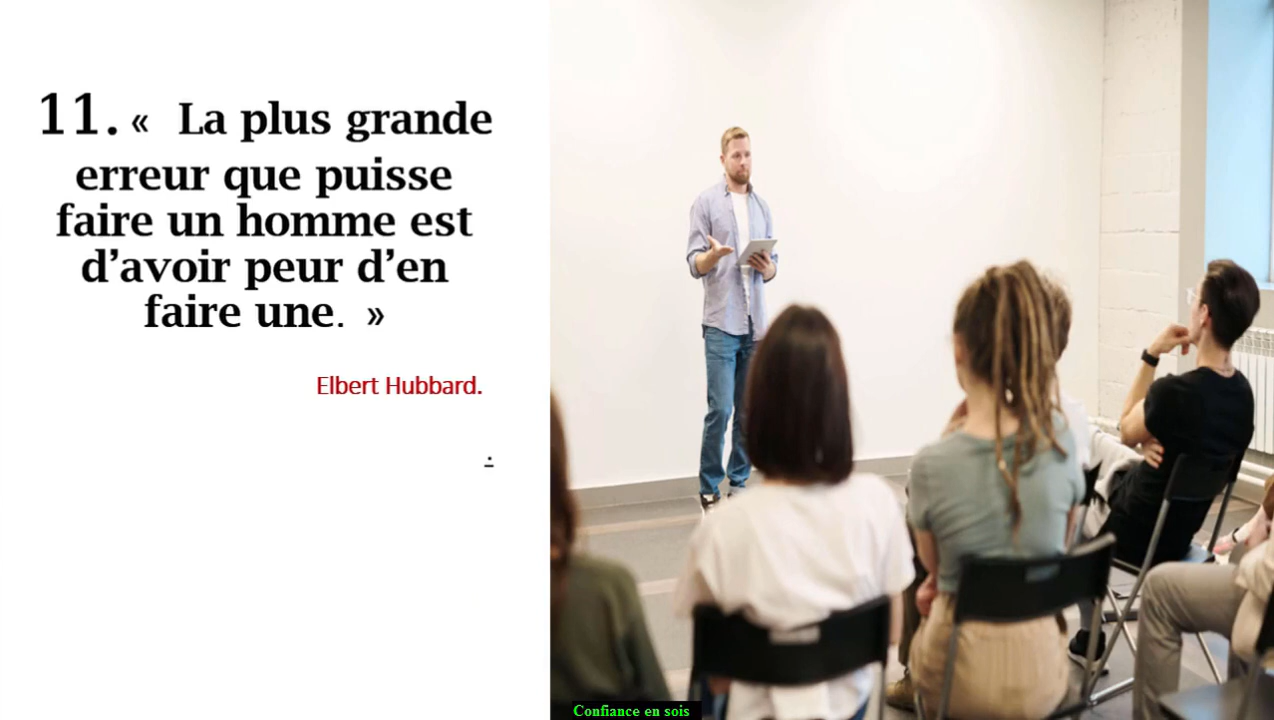 11. « La plus grande
erreur que puisse
faire un homme est
d’avoir peur d’en
faire une. »
Elbert Hubbard.
.
Confiance en sois